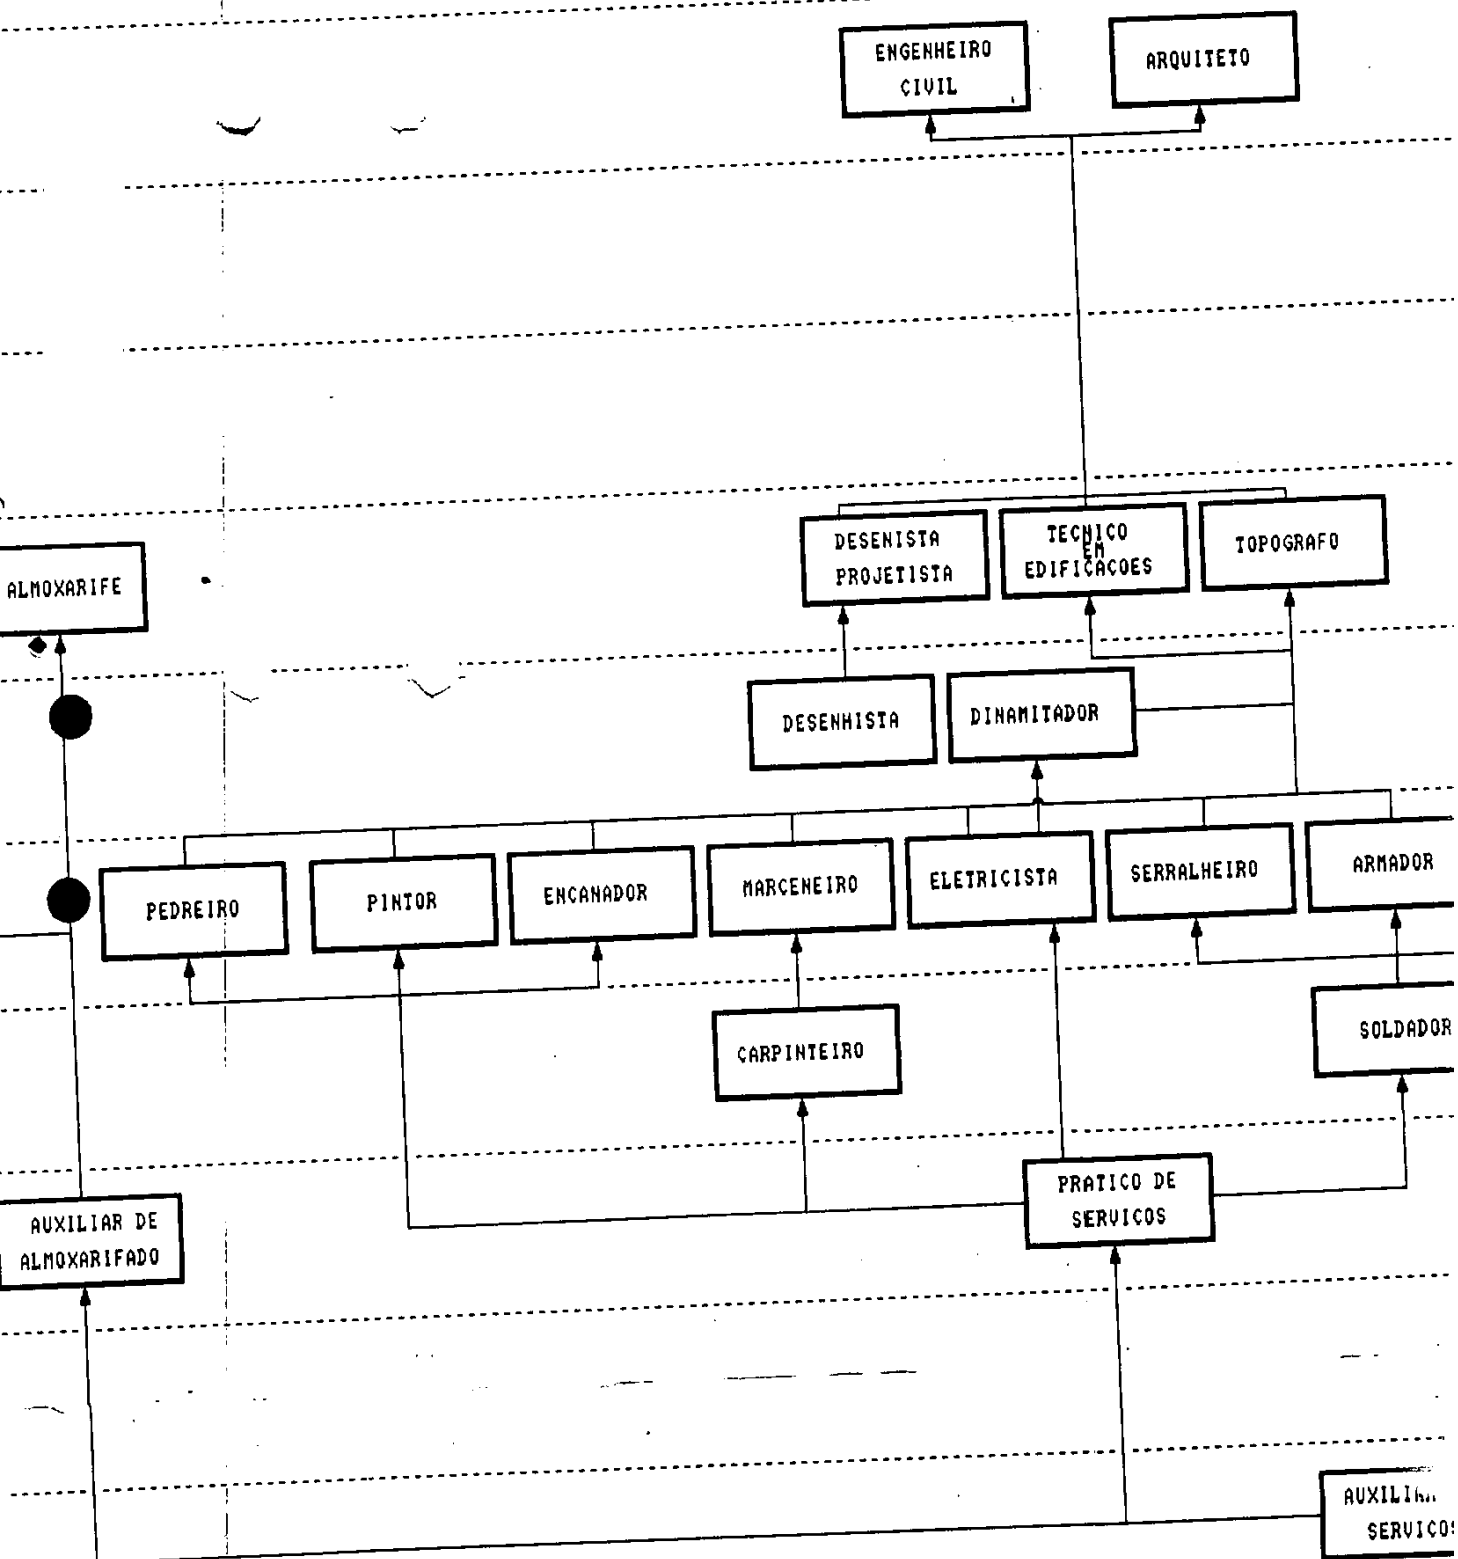 ENGENHEIRO
CIVIL
ARQUITETO
DESENISTA
PROJETISTA
TECNICO
EM
EDIFICACOES
TOPOGRAFO
ALMOXARIFE
DESENHISTA
DINAMITADOR
PEDREIRO
PINTOR
ENCANADOR
MARCENEIRO
ELETRICISTA
SERRALHEIRO
ARMADOR
CARPINTEIRO
SOLDADOR
PRATICO DE
SERVICOS
AUXILIAR DE
ALMOXARIFADO